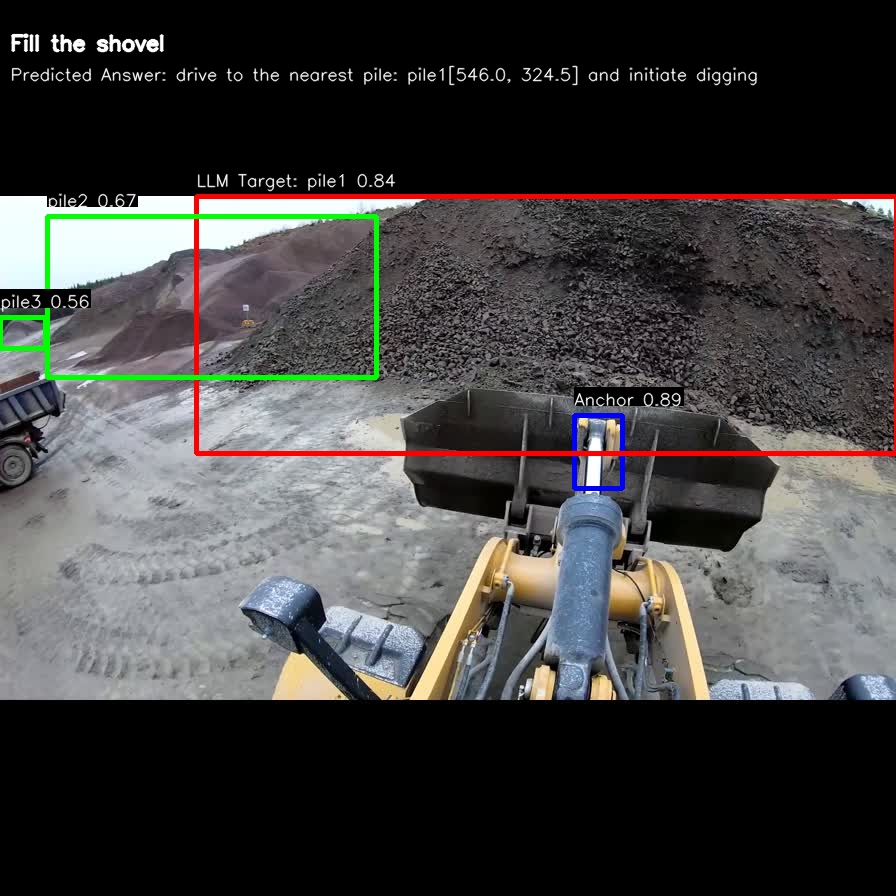 Fill the shovel
Predicted Answer: drive to the nearest pile: pile1[546.0, 324.5] and initiate digging
LLM Target: pile1 0.84
pile2 0.67
pile3 0.56
Anchor 0.89